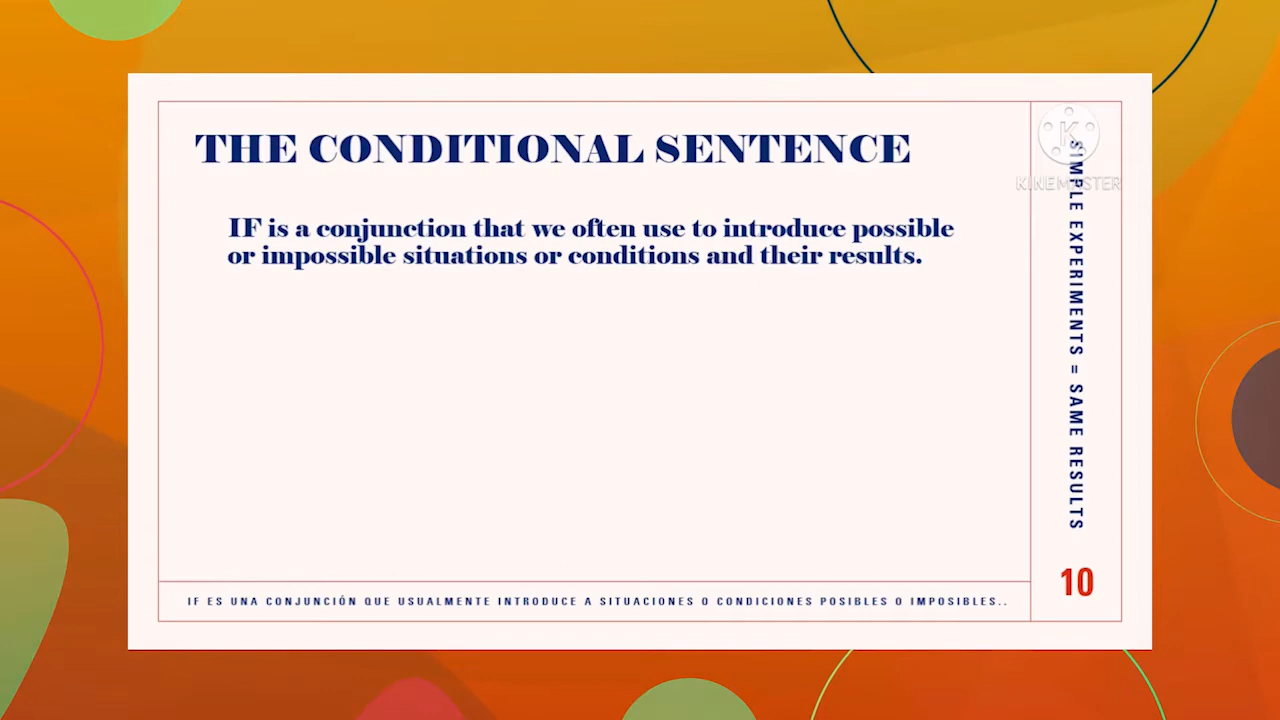 THE CONDITIONAL SENTENCE
IF is a conjunction that we often use to introduce possible
or impossible situations or conditions and their results.
K
KINEMASTER
SIMPLE EXPERIMENTS = SAME RESULTS
10
IF ES UNA CONJUNCIÓN QUE USUALMENTE INTRODUCE A SITUACIONES O CONDICIONES POSIBLES O IMPOSIBLES..